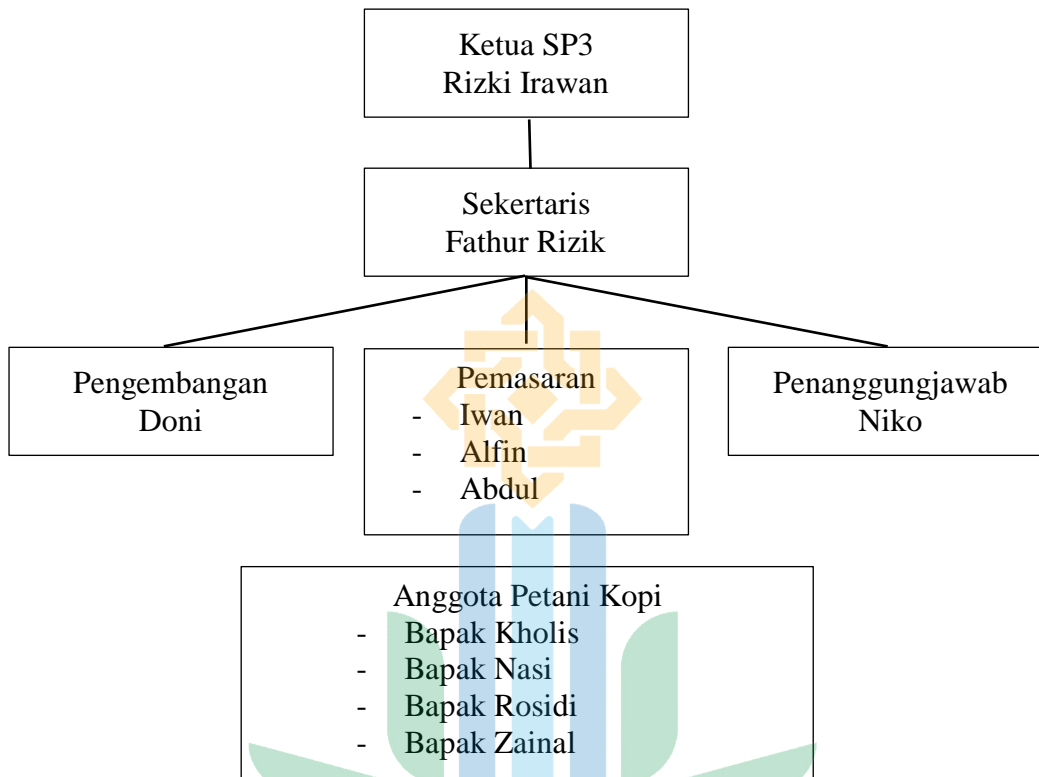 Ketua SP3
Rizki Irawan
Sekertaris
Fathur Rizik
Pengembangan
Doni
Pemasaran
- Iwan
- Alfin
- Abdul
Penanggungjawab
Niko
Anggota Petani Kopi
- Bapak Kholis
- Bapak Nasi
- Bapak Rosidi
- Bapak Zainal